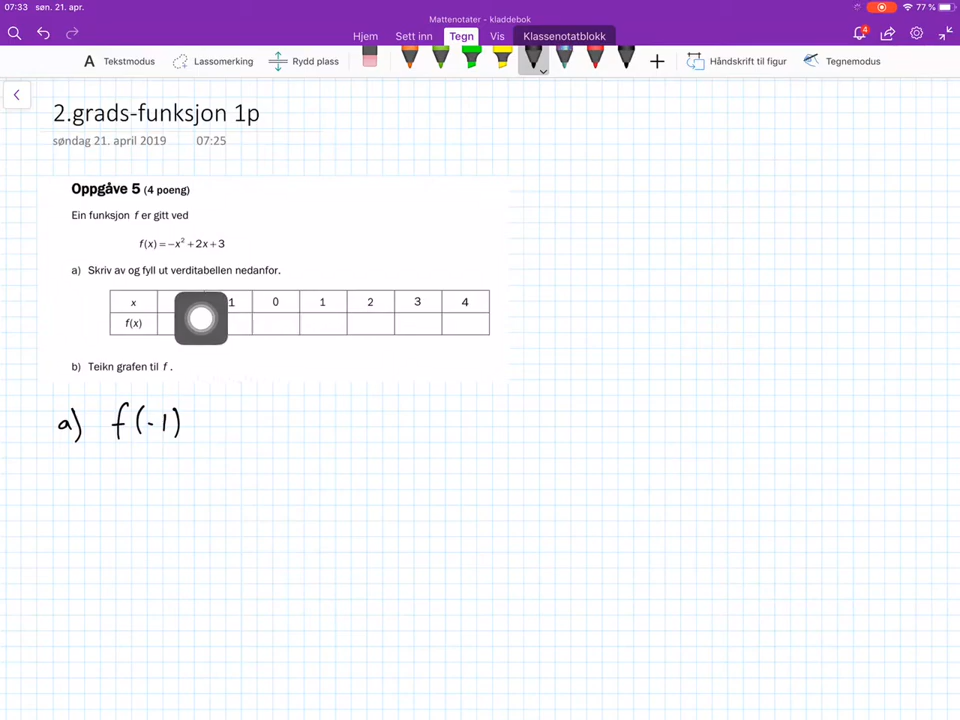 07:33 søn. 21. apr.
77 %
Mattenotater - kladdebok
Hjem Sett inn Tegn Vis Klassenotatblokk
4
A Tekstmodus Lassomerking Rydd plass Håndskrift til figur Tegnemodus
2.grads-funksjon 1p
søndag 21. april 2019 07:25
Oppgåve 5 (4 poeng)
Ein funksjon f er gitt ved
f(x) = −x² + 2x + 3
a) Skriv av og fyll ut verditabellen nedanfor.
x 1 0 1 2 3 4
f(x)
b) Teikn grafen til f .
a) f(-1)